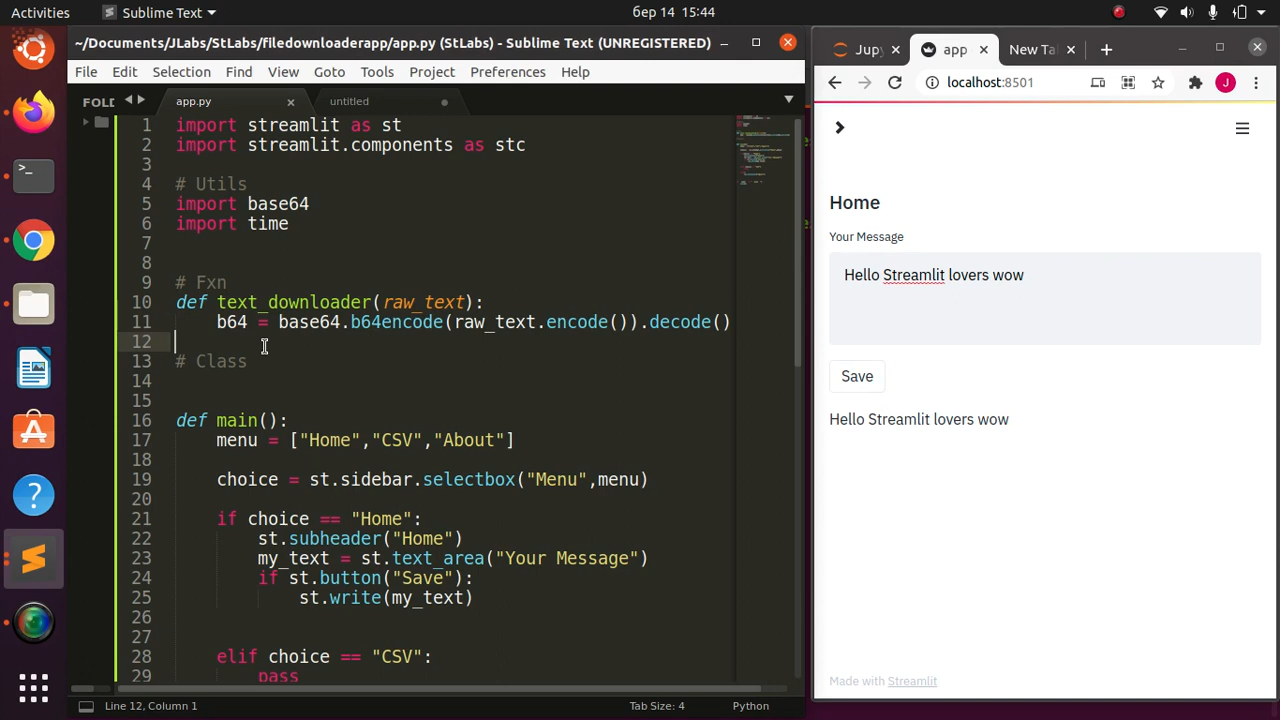 Activities
Sublime Text
бер 14 15:44
~/Documents/JLabs/StLabs/filedownloaderapp/app.py (StLabs) - Sublime Text (UNREGISTERED)
File Edit Selection Find View Goto Tools Project Preferences Help
FOLD
app.py
untitled
1 import streamlit as st
2 import streamlit.components as stc
3
4 # Utils
5 import base64
6 import time
7
8
9 # Fxn
10 def text_downloader(raw_text):
11 b64 = base64.b64encode(raw_text.encode()).decode()
12
13 # Class
14
15
16 def main():
17 menu = ["Home","CSV","About"]
18
19 choice = st.sidebar.selectbox("Menu",menu)
20
21 if choice == "Home":
22 st.subheader("Home")
23 my_text = st.text_area("Your Message")
24 if st.button("Save"):
25 st.write(my_text)
26
27
28 elif choice == "CSV":
29 pass
Line 12, Column 1
Tab Size: 4
Python
Jupy
app
New Ta
localhost:8501
J
Home
Your Message
Hello Streamlit lovers wow
Save
Hello Streamlit lovers wow
Made with Streamlit